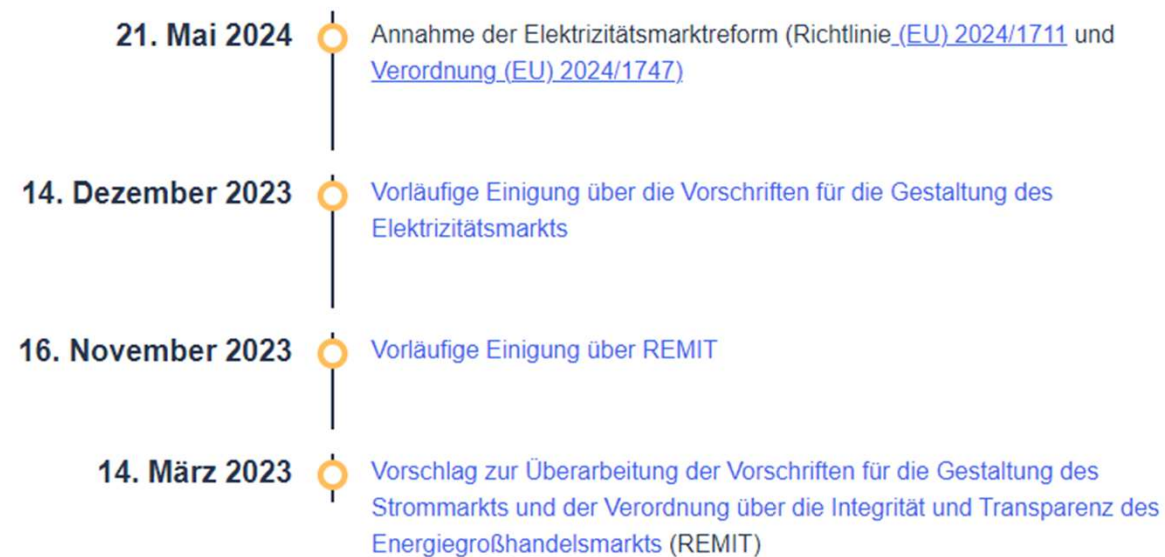 21. Mai 2024
Annahme der Elektrizitätsmarktreform (Richtlinie (EU) 2024/1711 und
Verordnung (EU) 2024/1747)
14. Dezember 2023
Vorläufige Einigung über die Vorschriften für die Gestaltung des
Elektrizitätsmarkts
16. November 2023
Vorläufige Einigung über REMIT
14. März 2023
Vorschlag zur Überarbeitung der Vorschriften für die Gestaltung des
Strommarkts und der Verordnung über die Integrität und Transparenz des
Energiegroßhandelsmarkts (REMIT)